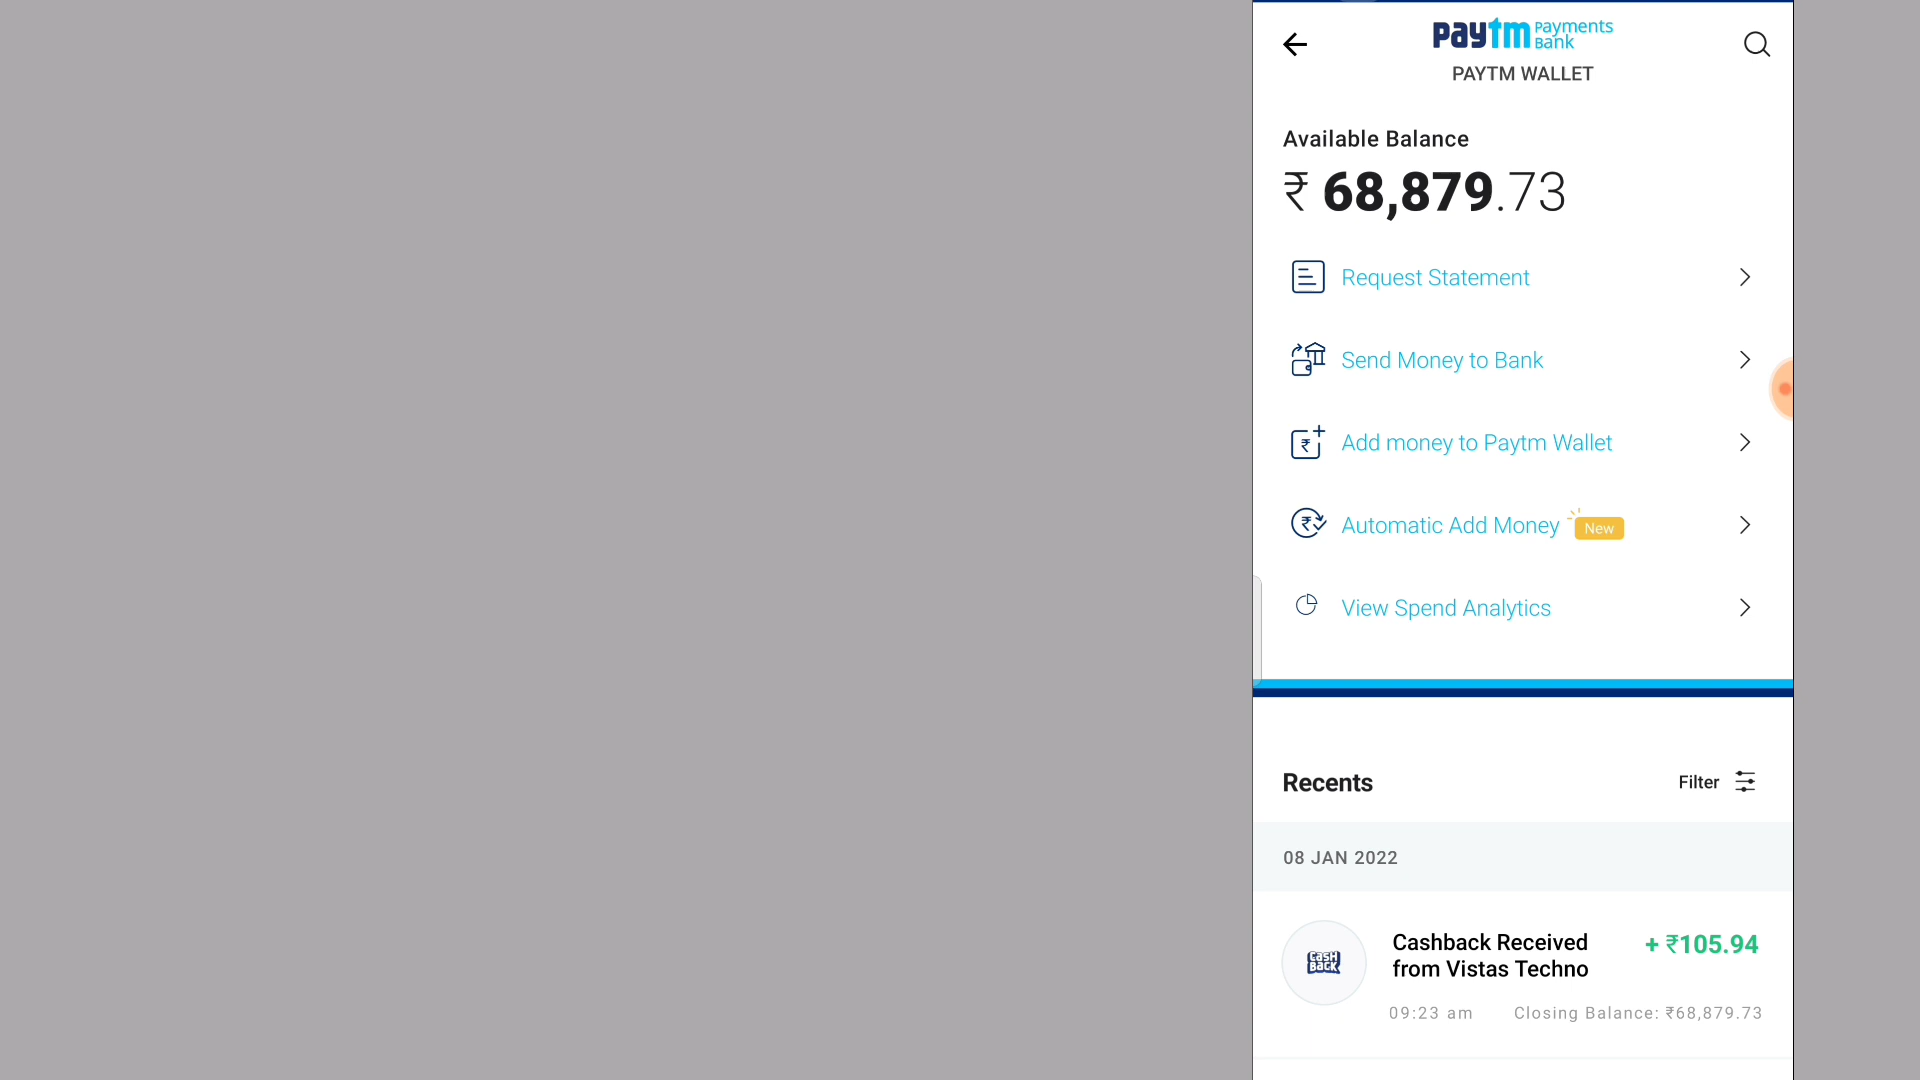 paytm Payments Bank
PAYTM WALLET
Available Balance
₹ 68,879.73
Request Statement
Send Money to Bank
Add money to Paytm Wallet
Automatic Add Money New
View Spend Analytics
Recents
Filter
08 JAN 2022
CASH BACK
Cashback Received
from Vistas Techno
+ ₹105.94
09:23 am
Closing Balance: ₹68,879.73